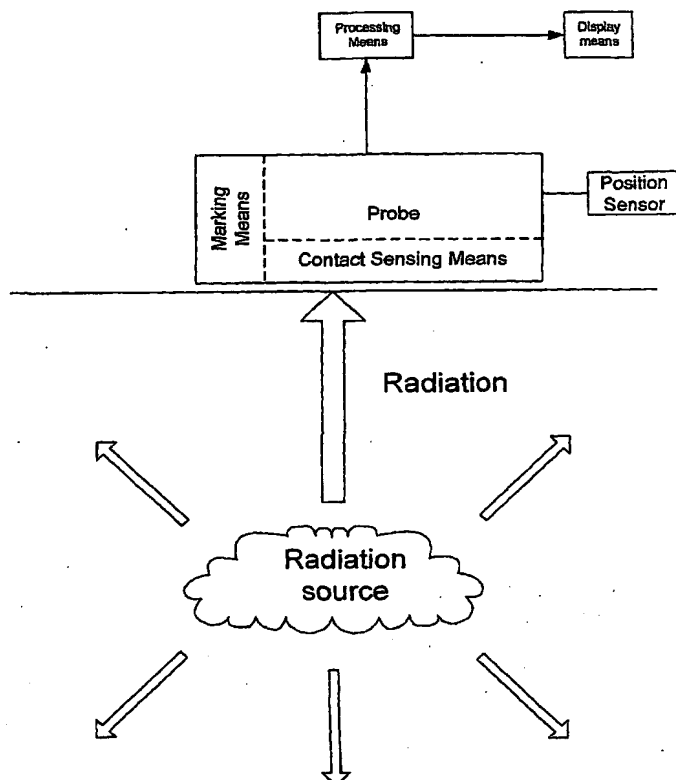 Processing
Means
Display
means
Marking
Means
Probe
Contact Sensing Means
Position
Sensor
Radiation
Radiation
source